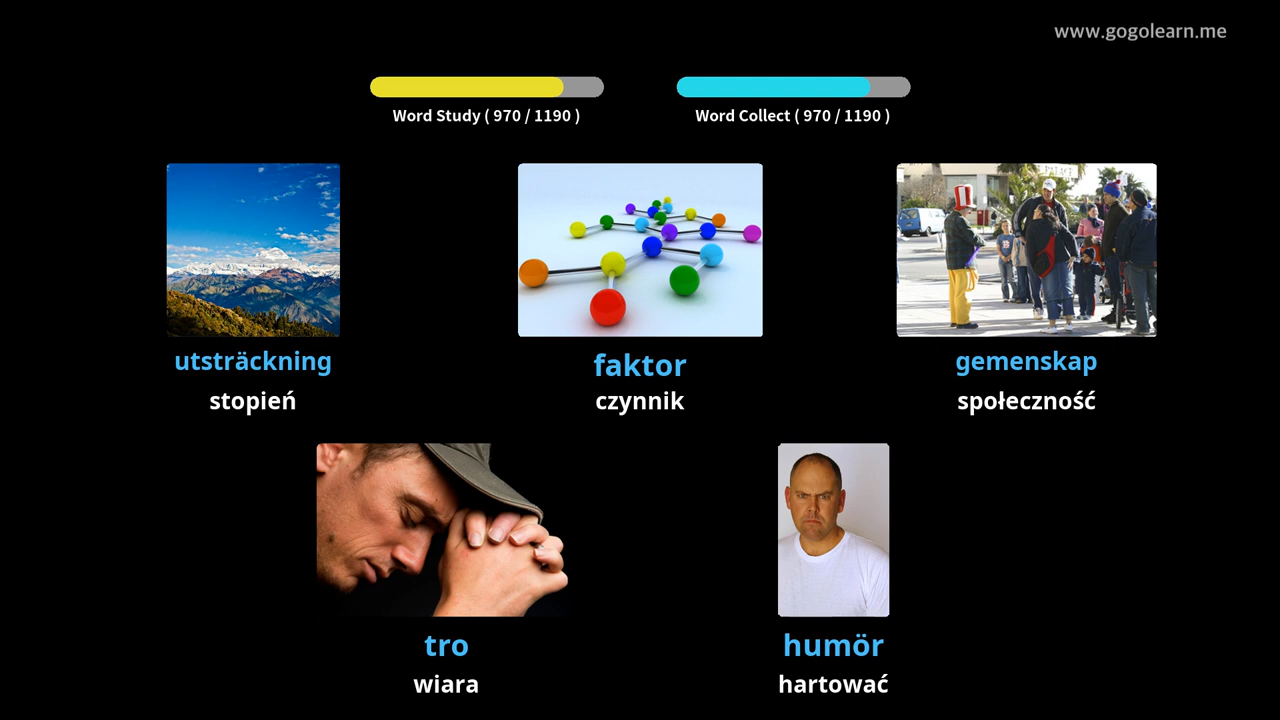 www.gogolearn.me
Word Study ( 970 / 1190 )
Word Collect ( 970 / 1190 )
utsträckning
stopień
faktor
czynnik
gemenskap
społeczność
tro
wiara
humör
hartować